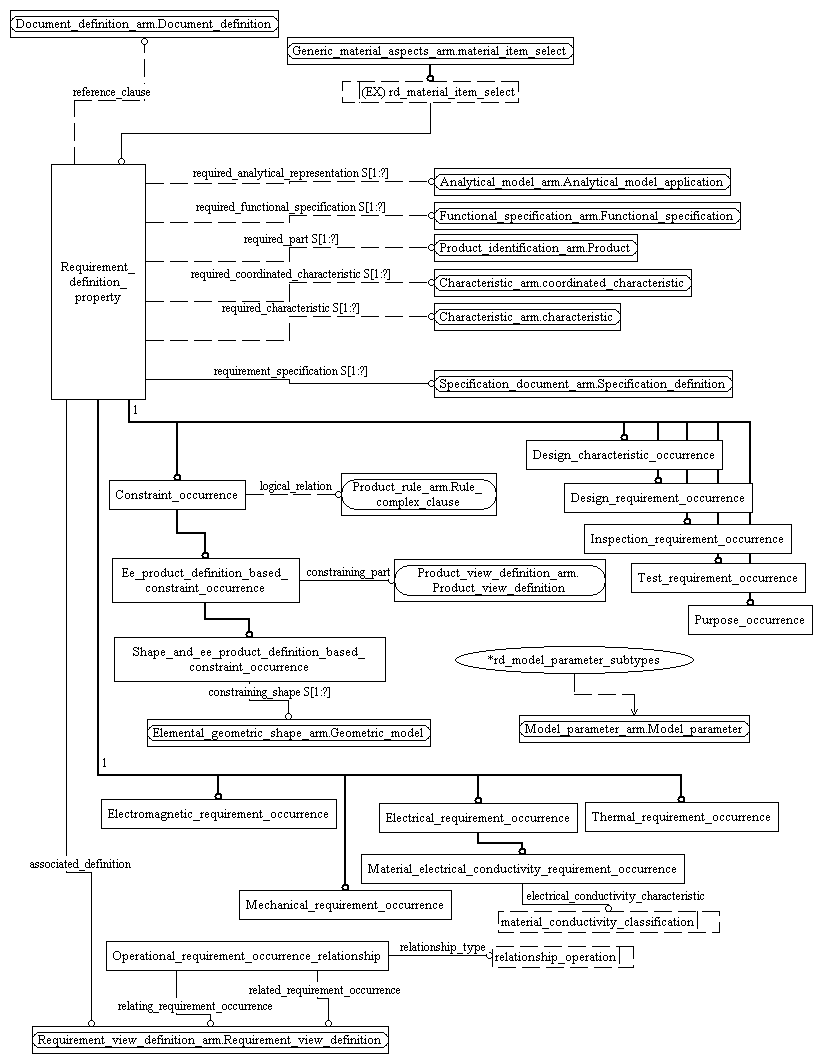 Document_definition_arm.Document_definition
Generic_material_aspects_arm.material_item_select
(EX) rd_material_item_select
reference_clause
required_analytical_representation S[1:?]
Analytical_model_arm.Analytical_model_application
required_functional_specification S[1:?]
Functional_specification_arm.Functional_specification
required_part S[1:?]
Product_identification_arm.Product
Requirement_
definition_
property
required_coordinated_characteristic S[1:?]
Characteristic_arm.coordinated_characteristic
required_characteristic S[1:?]
Characteristic_arm.characteristic
requirement_specification S[1:?]
Specification_document_arm.Specification_definition
1
Design_characteristic_occurrence
Constraint_occurrence
logical_relation
Product_rule_arm.Rule_
complex_clause
Design_requirement_occurrence
Inspection_requirement_occurrence
Ee_product_definition_based_
constraint_occurrence
constraining_part
Product_view_definition_arm.
Product_view_definition
Test_requirement_occurrence
Purpose_occurrence
Shape_and_ee_product_definition_based_
constraint_occurrence
*rd_model_parameter_subtypes
constraining_shape S[1:?]
Elemental_geometric_shape_arm.Geometric_model
Model_parameter_arm.Model_parameter
1
Electromagnetic_requirement_occurrence
Electrical_requirement_occurrence
Thermal_requirement_occurrence
associated_definition
Material_electrical_conductivity_requirement_occurrence
Mechanical_requirement_occurrence
electrical_conductivity_characteristic
material_conductivity_classification
Operational_requirement_occurrence_relationship
relationship_type
relationship_operation
related_requirement_occurrence
relating_requirement_occurrence
Requirement_view_definition_arm.Requirement_view_definition